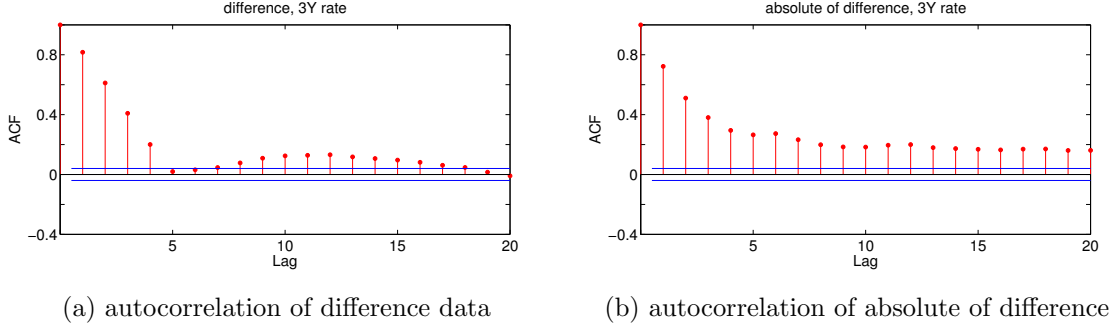 difference, 3Y rate
0.8
0.4
0
−0.4
ACF
5
10
15
20
Lag
(a) autocorrelation of difference data
absolute of difference, 3Y rate
0.8
0.4
0
−0.4
ACF
5
10
15
20
Lag
(b) autocorrelation of absolute of difference